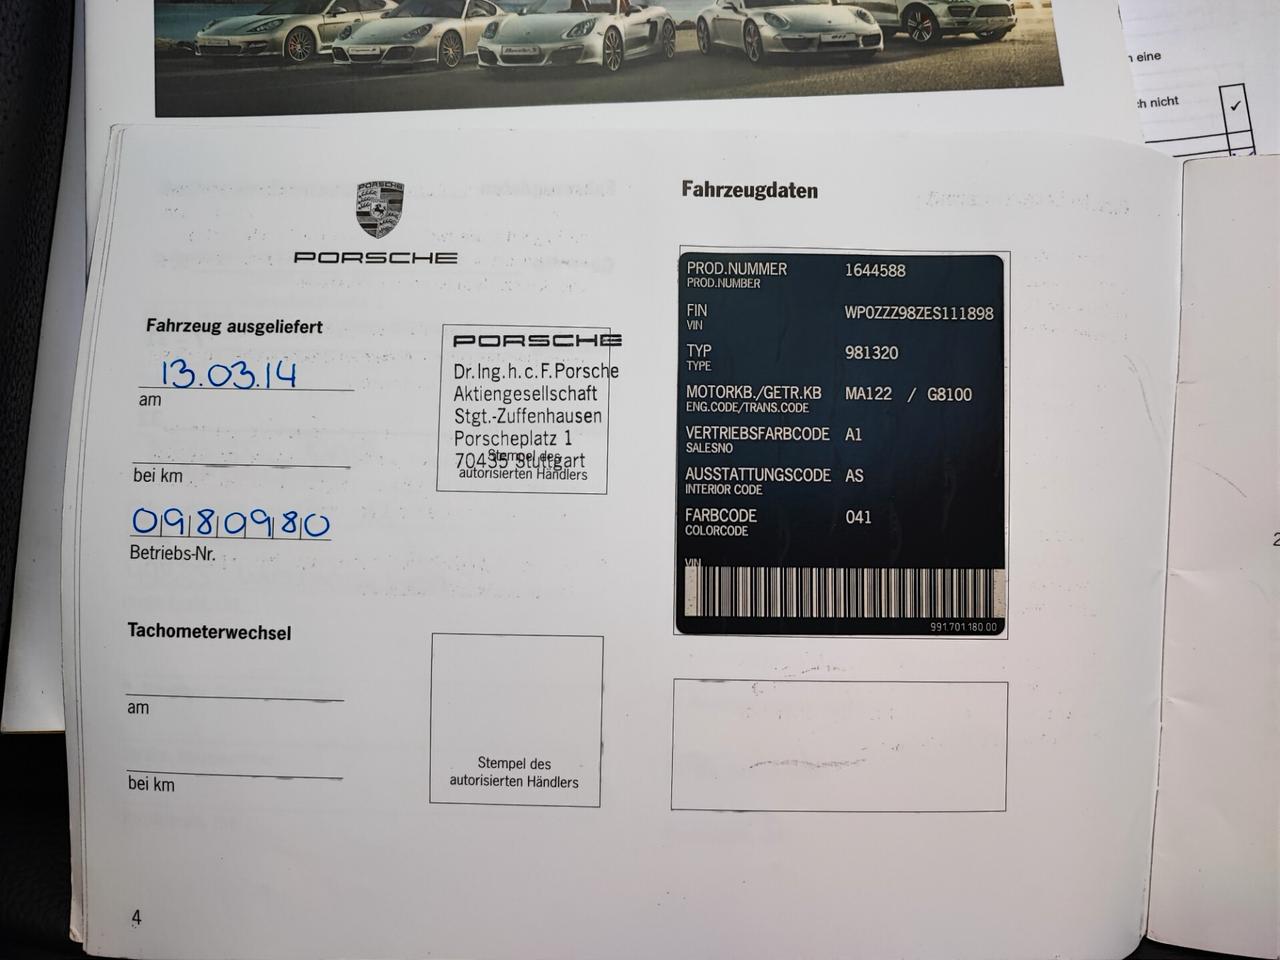 n eine
ch nicht
PORSCHE
Fahrzeug ausgeliefert
13.03.14
am
bei km
0980980
Betriebs-Nr.
PORSCHE
Dr.Ing.h.c.F.Porsche
Aktiengesellschaft
Stgt.-Zuffenhausen
Porscheplatz 1
70435 Stuttgart
Stempel des
autorisierten Händlers
Tachometerwechsel
am
bei km
Stempel des
autorisierten Händlers
4
Fahrzeugdaten
PROD.NUMMER 1644588
PROD.NUMBER
FIN WP0ZZZ98ZES111898
VIN
TYP 981320
TYPE
MOTORKB./GETR.KB MA122 / G8100
ENG.CODE/TRANS.CODE
VERTRIEBSFARBCODE A1
SALESNO
AUSSTATTUNGSCODE AS
INTERIOR CODE
FARBCODE 041
COLORCODE
VIN
991.701.180.00
2